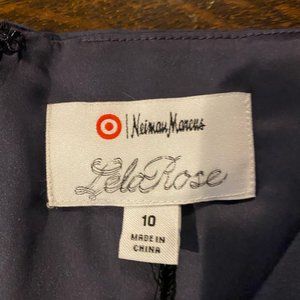 Neiman Marcus
Lela Rose
10
MADE IN
CHINA